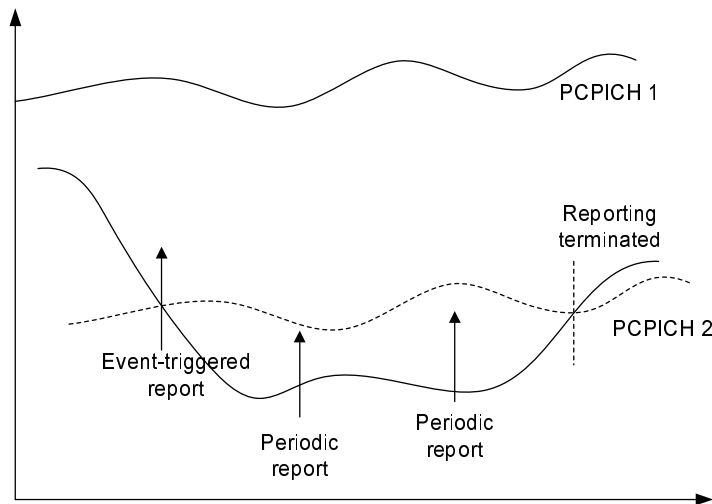 PCPICH 1
Reporting
terminated
PCPICH 2
Event-triggered
report
Periodic
report
Periodic
report